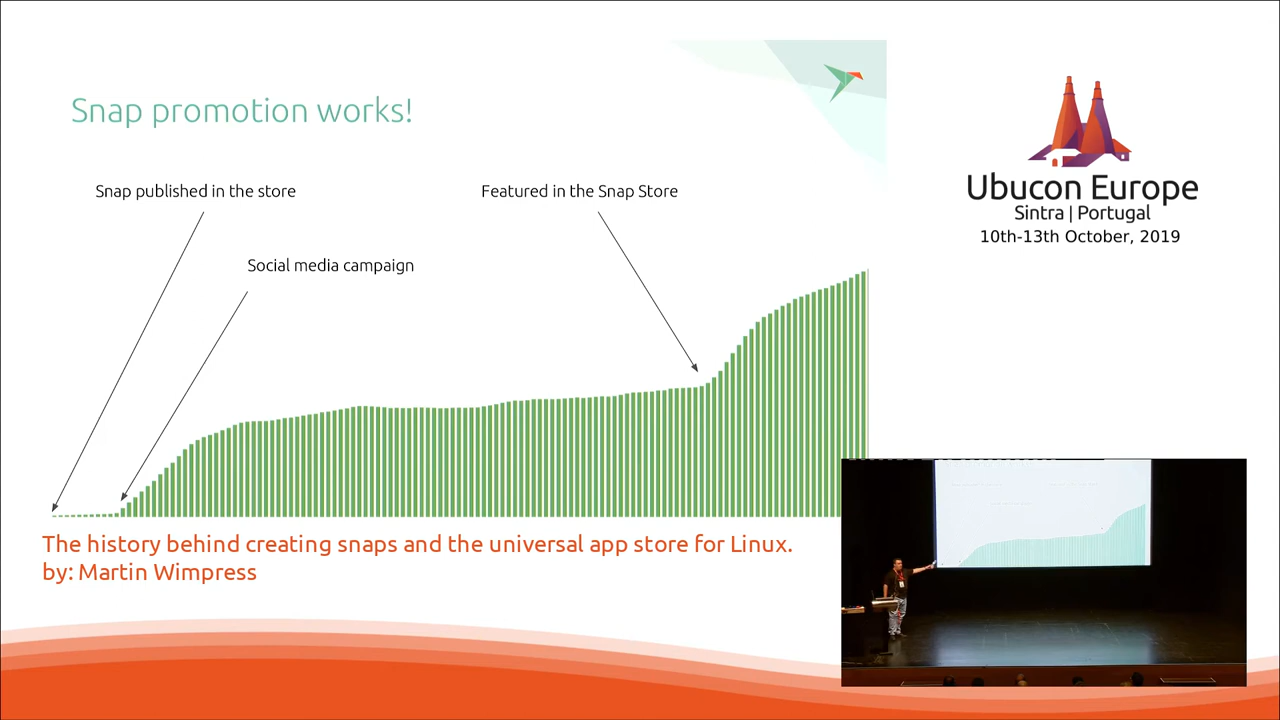 Snap promotion works!
Snap published in the store
Featured in the Snap Store
Social media campaign
The history behind creating snaps and the universal app store for Linux.
by: Martin Wimpress
Ubucon Europe
Sintra | Portugal
10th-13th October, 2019